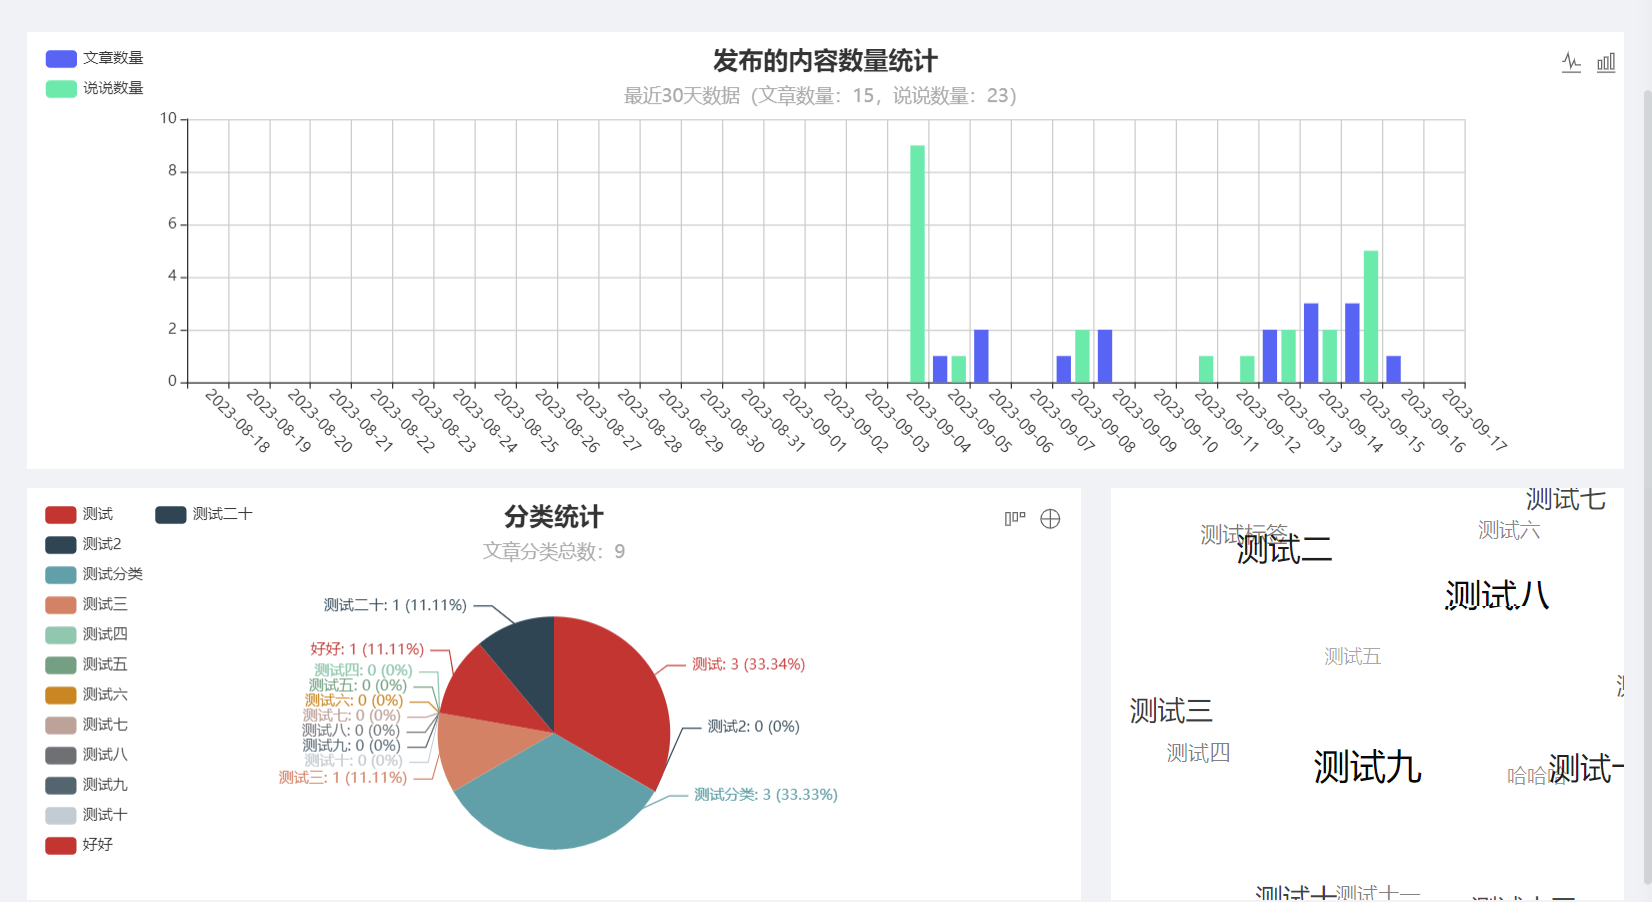 文章数量
说说数量
发布的内容数量统计
最近30天数据（文章数量：15，说说数量：23）
10
8
6
4
2
0
2023-08-18
2023-08-19
2023-08-20
2023-08-21
2023-08-22
2023-08-23
2023-08-24
2023-08-25
2023-08-26
2023-08-27
2023-08-28
2023-08-29
2023-08-30
2023-08-31
2023-09-01
2023-09-02
2023-09-03
2023-09-04
2023-09-05
2023-09-06
2023-09-07
2023-09-08
2023-09-09
2023-09-10
2023-09-11
2023-09-12
2023-09-13
2023-09-14
2023-09-15
2023-09-16
2023-09-17
测试
测试2
测试分类
测试三
测试四
测试五
测试六
测试七
测试八
测试九
测试十
好好
测试二十
分类统计
文章分类总数：9
测试二十: 1 (11.11%)
好好: 1 (11.11%)
测试四: 0 (0%)
测试五: 0 (0%)
测试六: 0 (0%)
测试七: 0 (0%)
测试八: 0 (0%)
测试九: 0 (0%)
测试十: 0 (0%)
测试三: 1 (11.11%)
测试: 3 (33.34%)
测试2: 0 (0%)
测试分类: 3 (33.33%)
测试七
测试标签
测试六
测试二
测试八
测试五
测试三
测试四
测试九
哈哈哈
测试十
测试十一